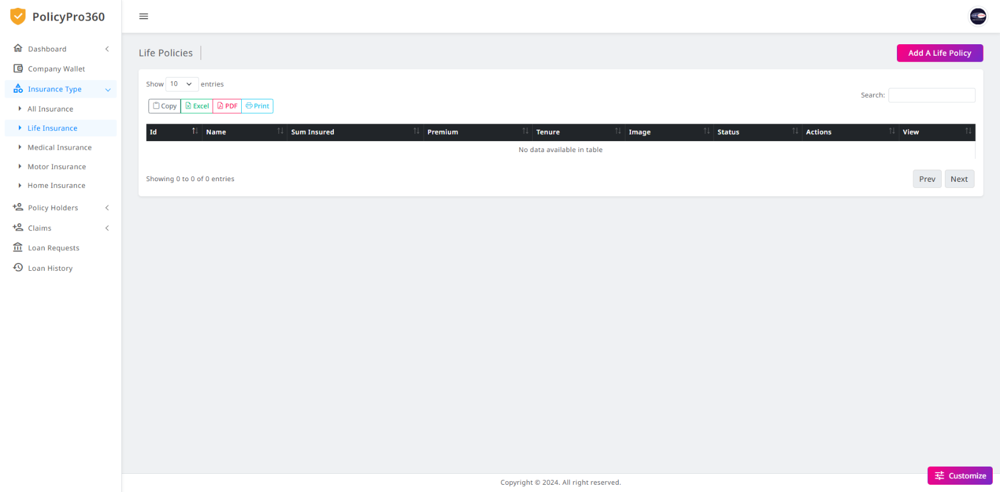 PolicyPro360
Dashboard
Company Wallet
Insurance Type
All Insurance
Life Insurance
Medical Insurance
Motor Insurance
Home Insurance
Policy Holders
Claims
Loan Requests
Loan History
Life Policies
Add A Life Policy
Show 10 entries
Search:
Copy Excel PDF Print
Id Name Sum Insured Premium Tenure Image Status Actions View
No data available in table
Showing 0 to 0 of 0 entries
Prev Next
Customize
Copyright © 2024. All right reserved.